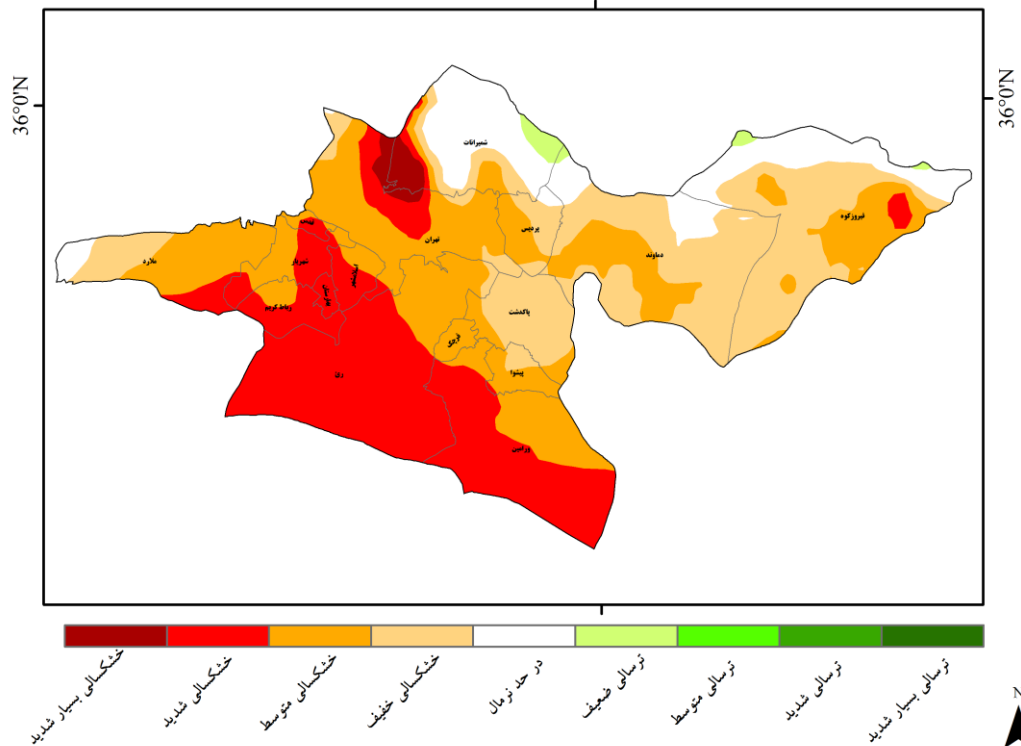 36°0'N
36°0'N
شمیرانات
فیروزکوه
پردیس
تهران
دماوند
ملارد
شهریار
قدس
اسلامشهر
بهارستان
رباط کریم
پاکدشت
قرچک
پیشوا
ری
ورامین
خشکسالی بسیار شدید
خشکسالی شدید
خشکسالی متوسط
خشکسالی خفیف
در حد نرمال
ترسالی ضعیف
ترسالی متوسط
ترسالی شدید
ترسالی بسیار شدید
N